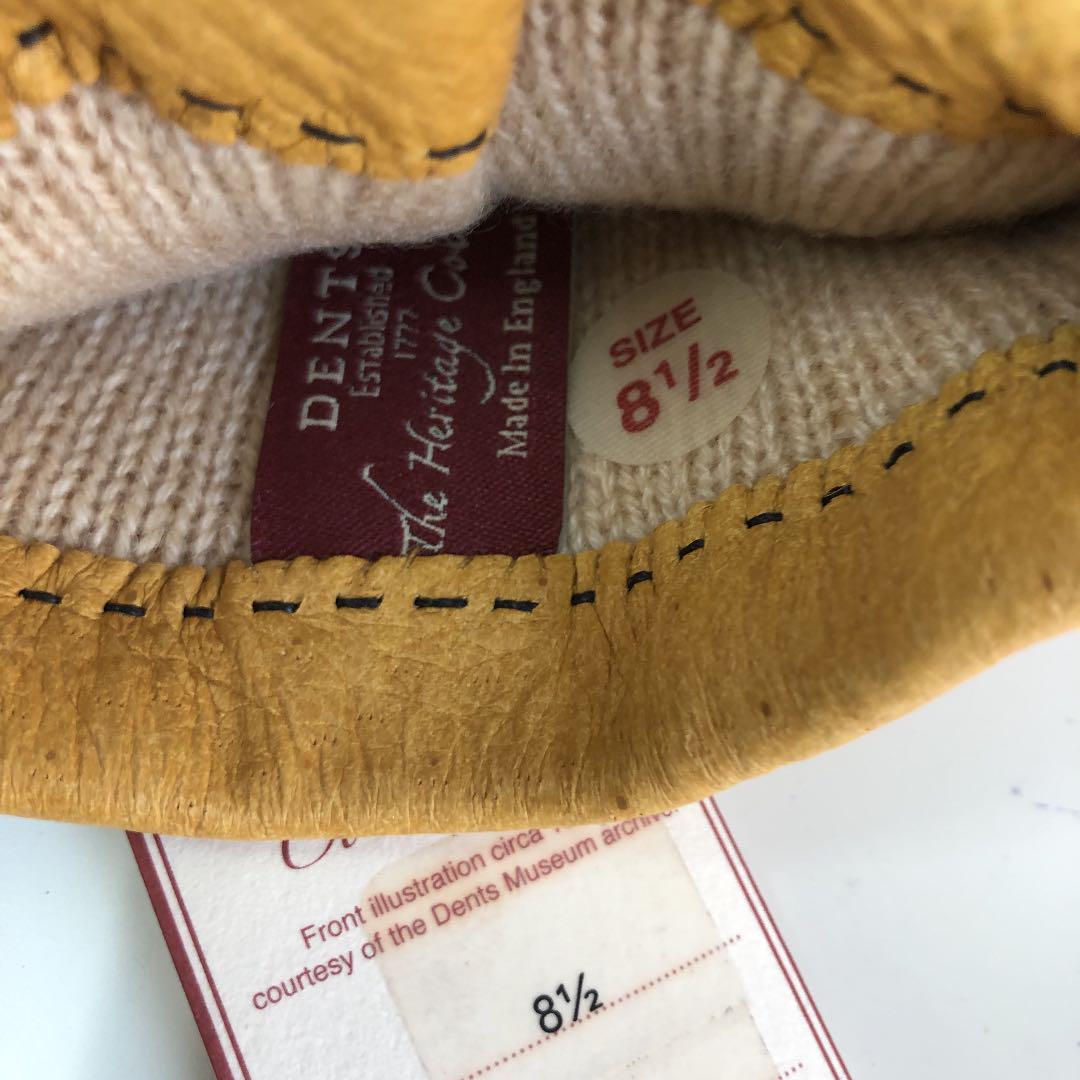 DENTS
Established
1777
The Heritage
Made In England
SIZE
8½
Front illustration circa
courtesy of the Dents Museum archive.
8½